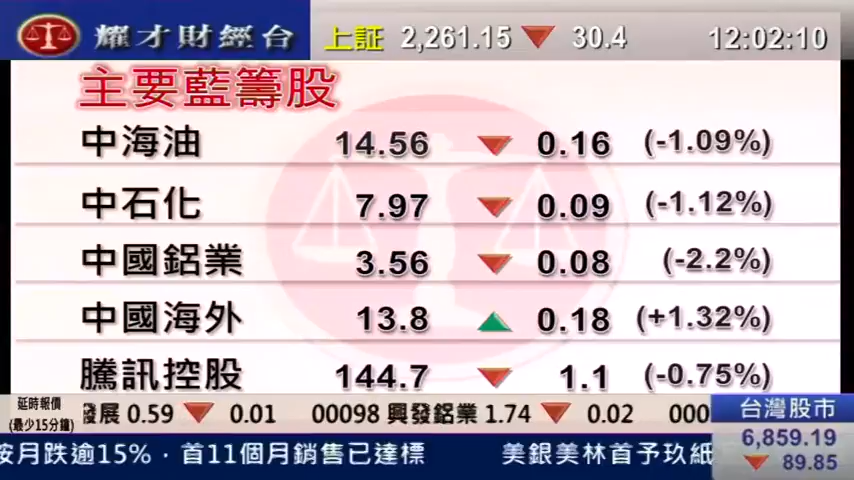 耀才財經台 上証 2,261.15 30.4 12:02:10
主要藍籌股
中海油 14.56 0.16 (-1.09%)
中石化 7.97 0.09 (-1.12%)
中國鋁業 3.56 0.08 (-2.2%)
中國海外 13.8 0.18 (+1.32%)
騰訊控股 144.7 1.1 (-0.75%)
延時報價
(最少15分鐘)
發展 0.59 0.01 00098 興發鋁業 1.74 0.02 000
台灣股市
6,859.19
89.85
按月跌逾15%．首11個月銷售已達標 美銀美林首予玖紙